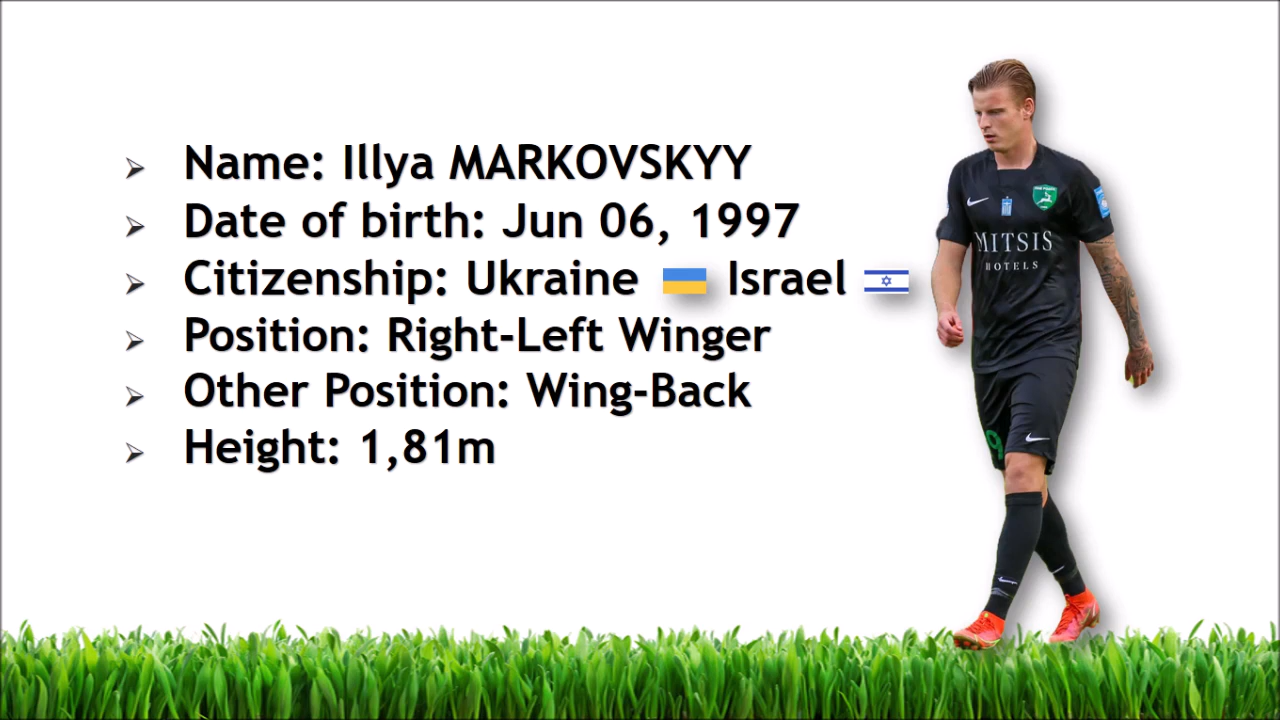 Name: Illya MARKOVSKYY
Date of birth: Jun 06, 1997
Citizenship: Ukraine Israel
Position: Right-Left Winger
Other Position: Wing-Back
Height: 1,81m
MITSIS
HOTELS
9